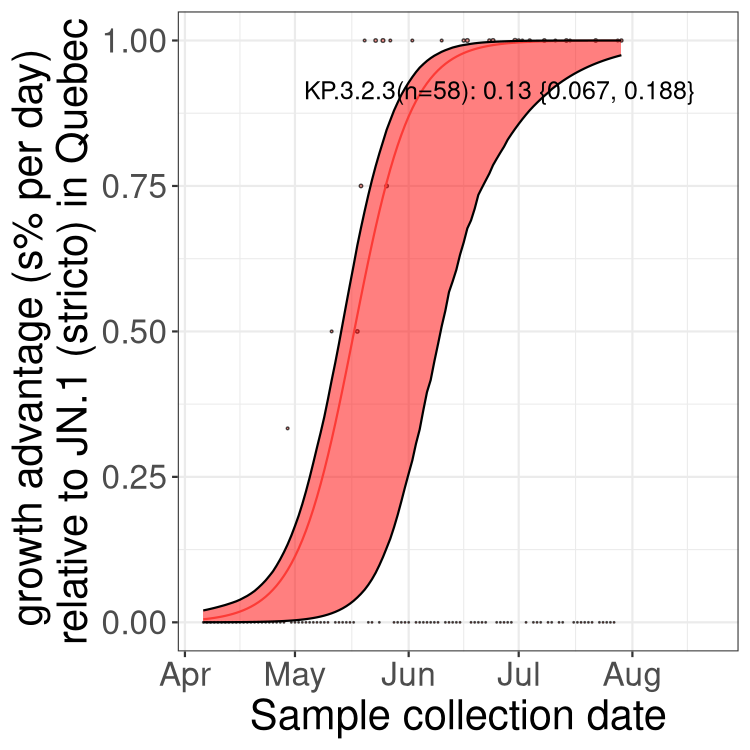 growth advantage (s% per day)
relative to JN.1 (stricto) in Quebec
1.00
0.75
0.50
0.25
0.00
KP.3.2.3(n=58): 0.13 {0.067, 0.188}
Apr May Jun Jul Aug
Sample collection date